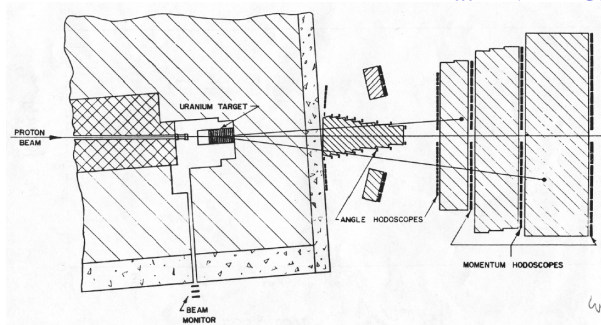 URANIUM TARGET
PROTON
BEAM
ANGLE HODOSCOPES
MOMENTUM HODOSCOPES
BEAM
MONITOR